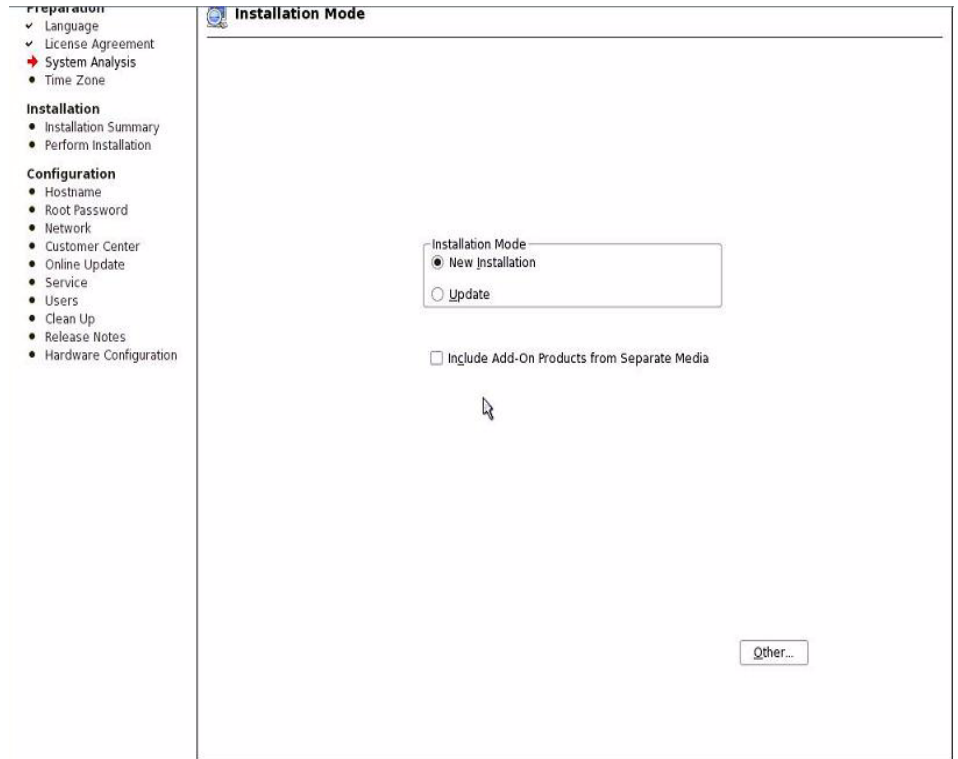 Preparation
Language
License Agreement
System Analysis
Time Zone
Installation
Installation Summary
Perform Installation
Configuration
Hostname
Root Password
Network
Customer Center
Online Update
Service
Users
Clean Up
Release Notes
Hardware Configuration
Installation Mode
Installation Mode
New Installation
Update
Include Add-On Products from Separate Media
Other...